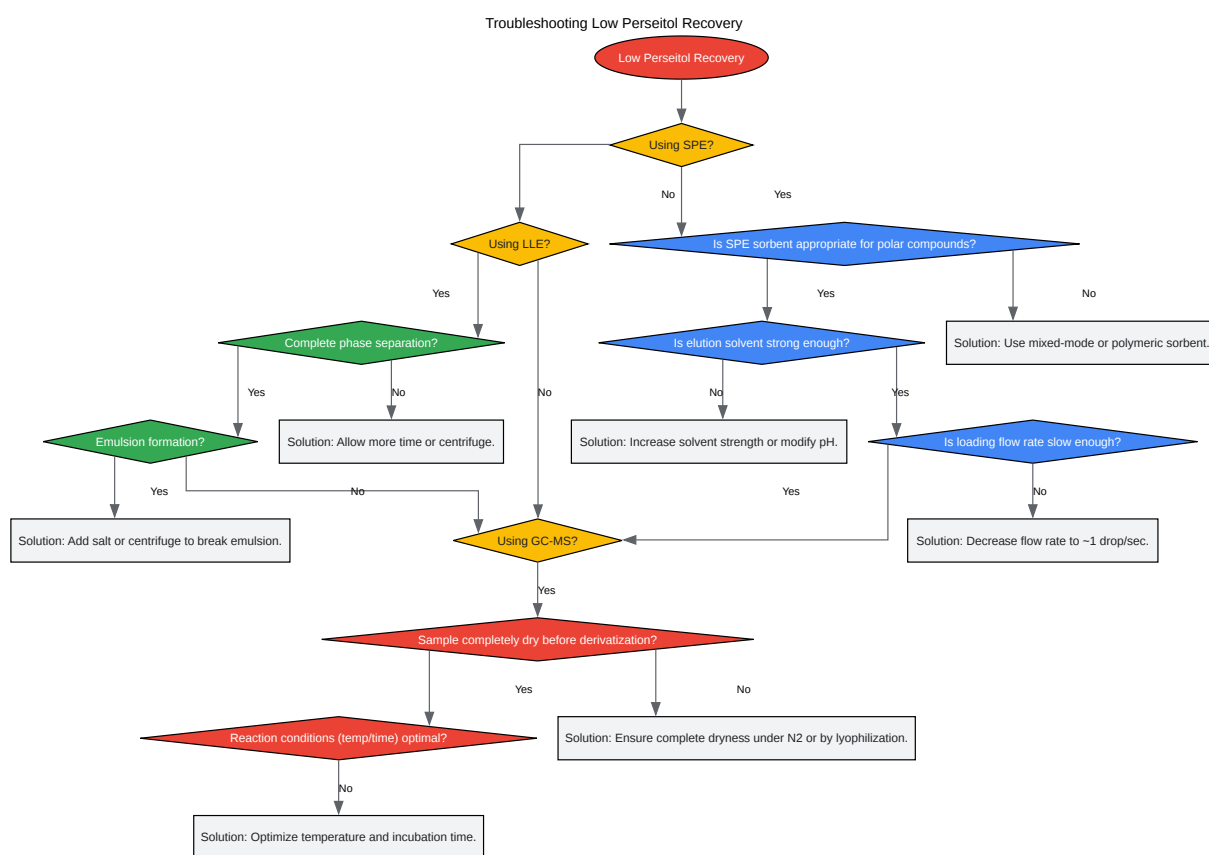 Troubleshooting Low Perseitol Recovery
Low Perseitol Recovery
Using SPE?
No
Yes
Using LLE?
Is SPE sorbent appropriate for polar compounds?
Yes
Yes
No
Complete phase separation?
Is elution solvent strong enough?
Solution: Use mixed-mode or polymeric sorbent.
Yes
No
No
No
Yes
Emulsion formation?
Solution: Allow more time or centrifuge.
Solution: Increase solvent strength or modify pH.
Is loading flow rate slow enough?
Yes
No
Yes
No
Solution: Add salt or centrifuge to break emulsion.
Using GC-MS?
Solution: Decrease flow rate to ~1 drop/sec.
Yes
Sample completely dry before derivatization?
Yes
No
Reaction conditions (temp/time) optimal?
Solution: Ensure complete dryness under N2 or by lyophilization.
No
Solution: Optimize temperature and incubation time.